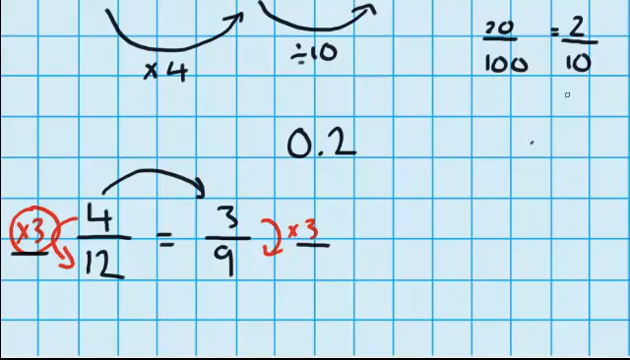 ×4
÷10
20/100 = 2/10
0.2
×3 4/12 = 3/9 ×3